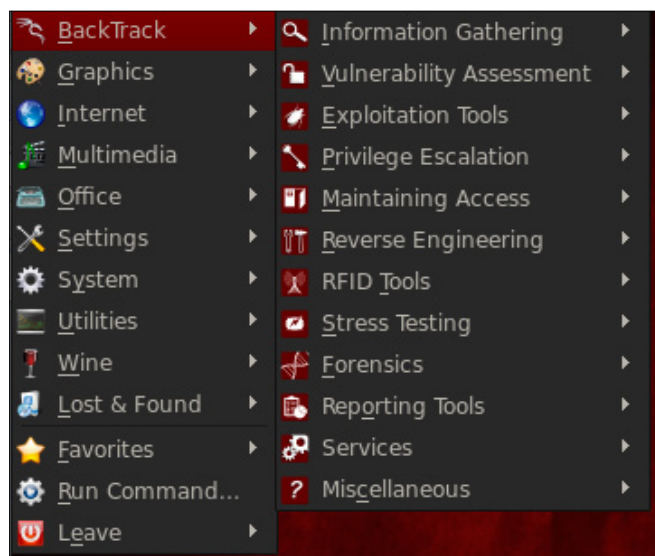 BackTrack
Graphics
Internet
Multimedia
Office
Settings
System
Utilities
Wine
Lost & Found
Favorites
Run Command...
Leave
Information Gathering
Vulnerability Assessment
Exploitation Tools
Privilege Escalation
Maintaining Access
Reverse Engineering
RFID Tools
Stress Testing
Forensics
Reporting Tools
Services
Miscellaneous